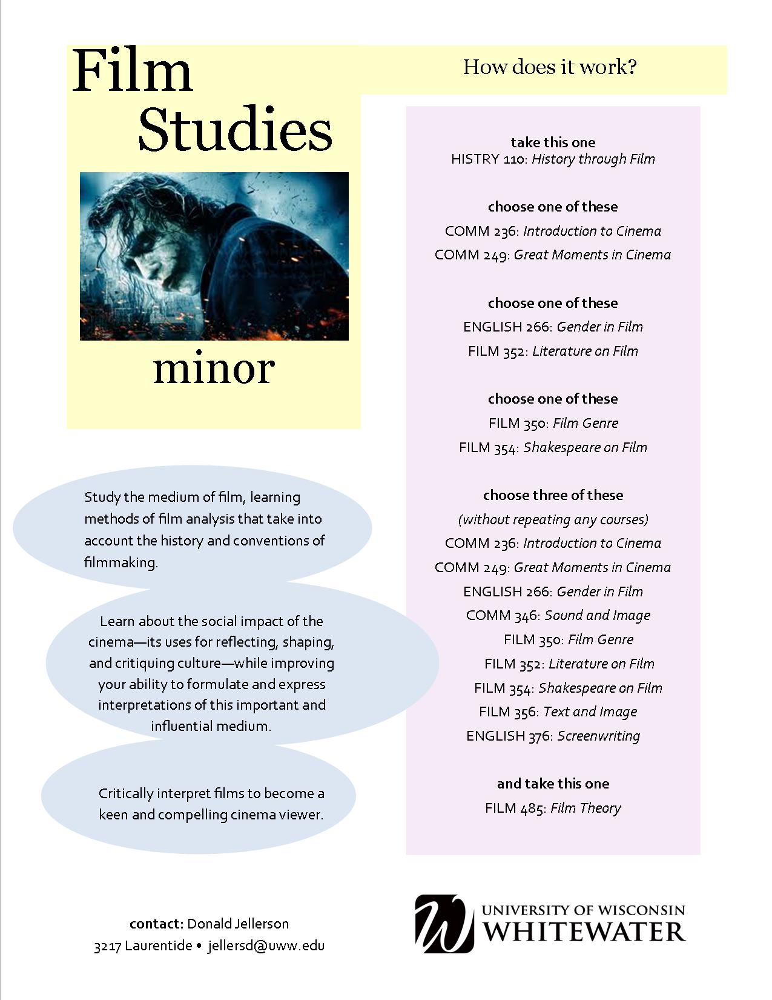 Film
Studies
minor
How does it work?
take this one
HISTRY 110: History through Film
choose one of these
COMM 236: Introduction to Cinema
COMM 249: Great Moments in Cinema
choose one of these
ENGLISH 266: Gender in Film
FILM 352: Literature on Film
choose one of these
FILM 350: Film Genre
FILM 354: Shakespeare on Film
choose three of these
(without repeating any courses)
COMM 236: Introduction to Cinema
COMM 249: Great Moments in Cinema
ENGLISH 266: Gender in Film
COMM 346: Sound and Image
FILM 350: Film Genre
FILM 352: Literature on Film
FILM 354: Shakespeare on Film
FILM 356: Text and Image
ENGLISH 376: Screenwriting
and take this one
FILM 485: Film Theory
Study the medium of film, learning
methods of film analysis that take into
account the history and conventions of
filmmaking.
Learn about the social impact of the
cinema—its uses for reflecting, shaping,
and critiquing culture—while improving
your ability to formulate and express
interpretations of this important and
influential medium.
Critically interpret films to become a
keen and compelling cinema viewer.
contact: Donald Jellerson
3217 Laurentide • jellersd@uww.edu
W
UNIVERSITY OF WISCONSIN
WHITEWATER